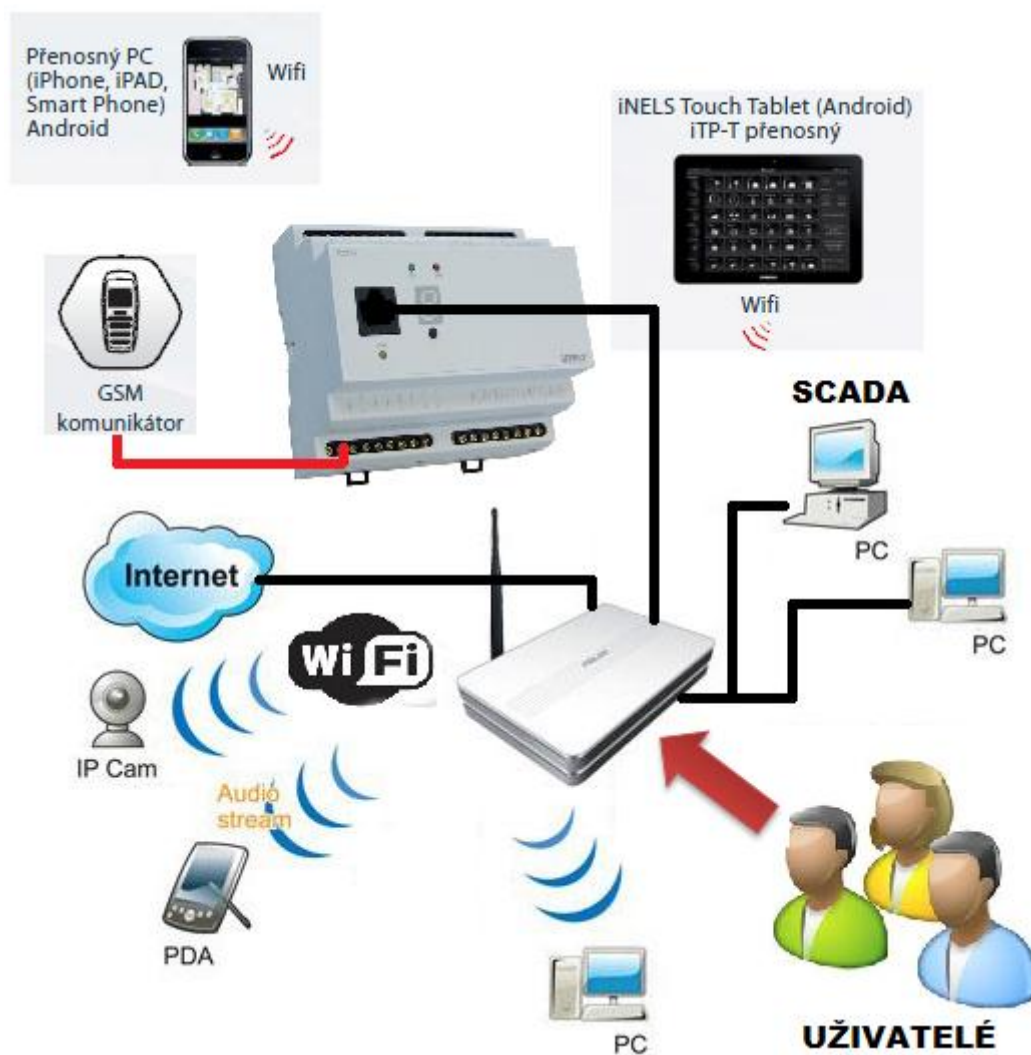 Přenosný PC
(iPhone, iPAD,
Smart Phone)
Android
Wifi
iNELS Touch Tablet (Android)
iTP-T přenosný
Wifi
GSM
komunikátor
SCADA
PC
PC
Internet
Wi Fi
IP Cam
Audio
stream
PDA
PC
UŽIVATELÉ